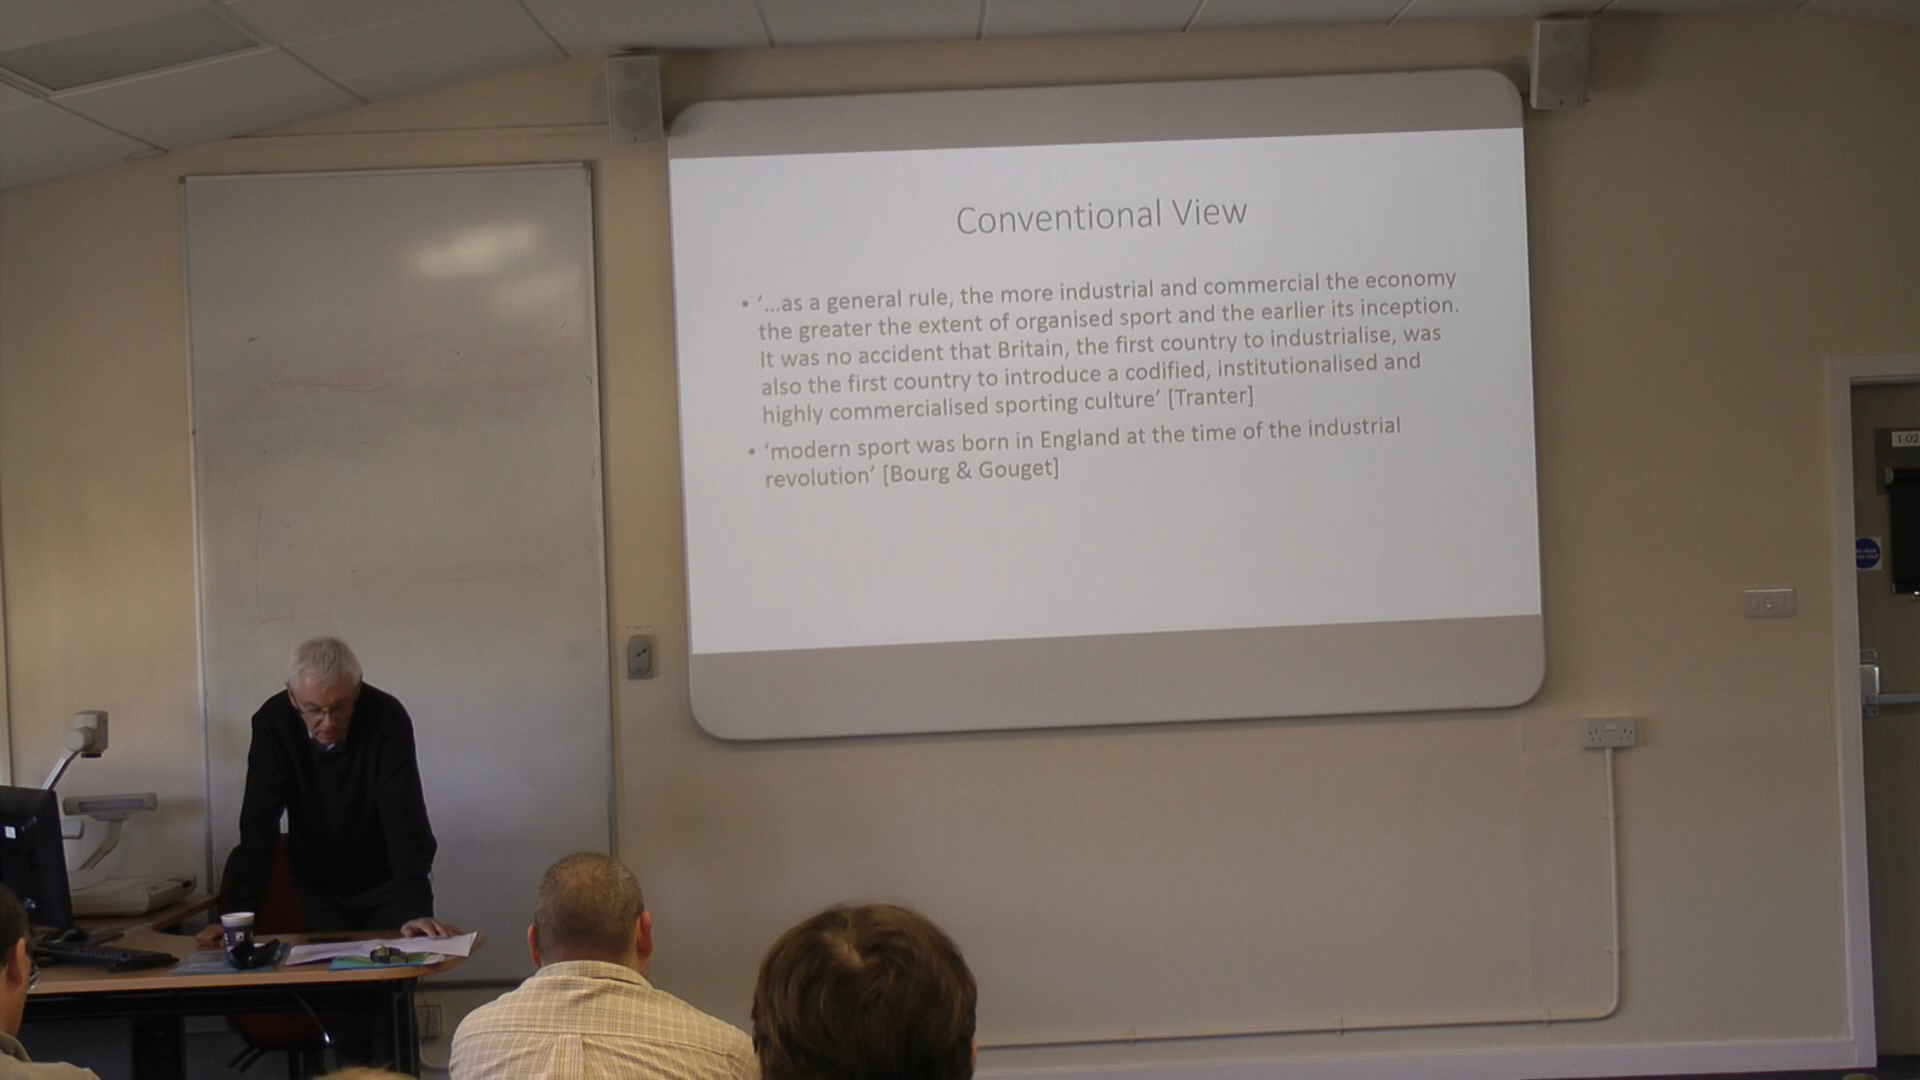 Conventional View
• ‘...as a general rule, the more industrial and commercial the economy
the greater the extent of organised sport and the earlier its inception.
It was no accident that Britain, the first country to industrialise, was
also the first country to introduce a codified, institutionalised and
highly commercialised sporting culture’ [Tranter]
• ‘modern sport was born in England at the time of the industrial
revolution’ [Bourg & Gouget]
1-02